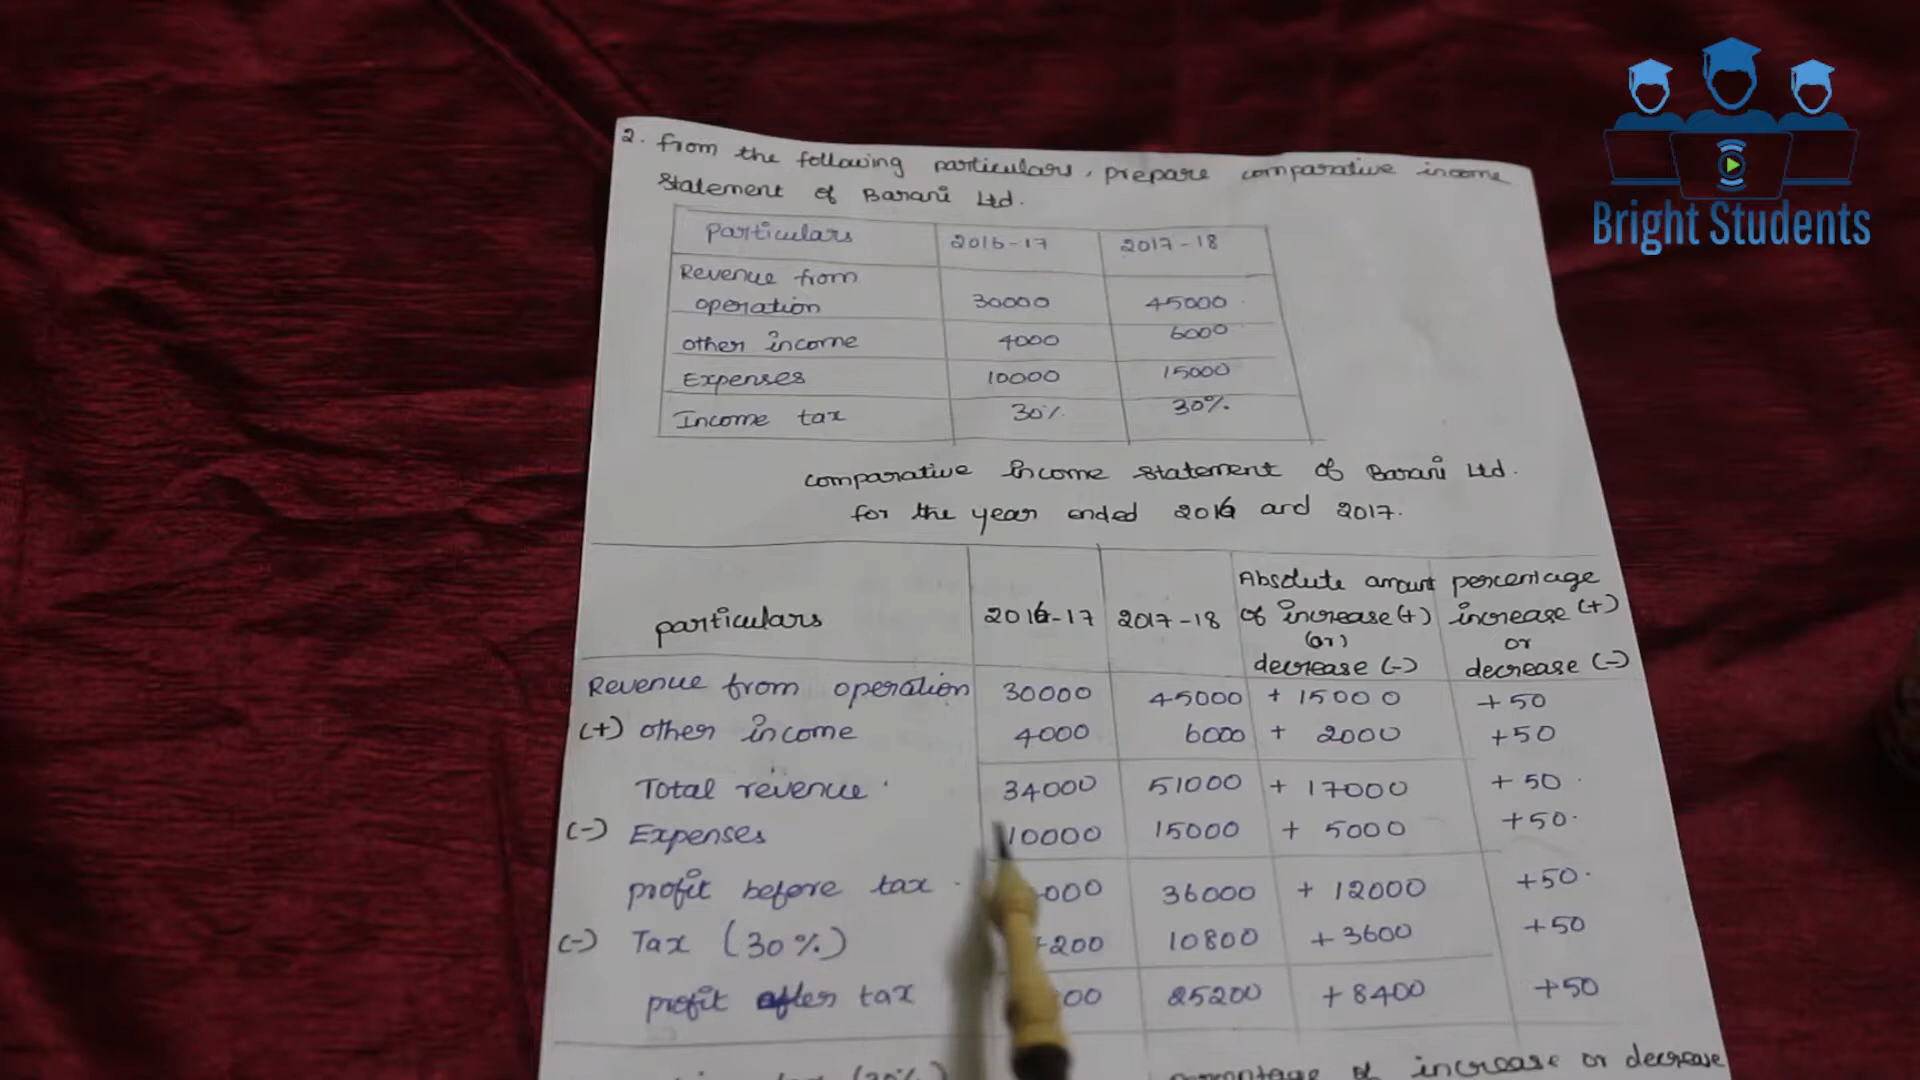 2. From the following particulars, prepare comparative income
statement of Barani Ltd.
particulars 2016-17 2017-18
Revenue from
operation 30000 45000
other income 4000 6000
Expenses 10000 15000
Income tax 30% 30%
comparative income statement of Barani Ltd.
for the year ended 2016 and 2017.
particulars 2016-17 2017-18 Absolute amount of increase (+) (or) decrease (-) percentage increase (+) or decrease (-)
Revenue from operation 30000 45000 + 15000 +50
(+) other income 4000 6000 + 2000 +50
Total revenue 34000 51000 + 17000 +50
(-) Expenses 10000 15000 + 5000 +50
profit before tax 36000 + 12000 +50
(-) Tax (30%) 10800 +3600 +50
profit after tax 25200 +8400 +50
of increase or decrease
Bright Students